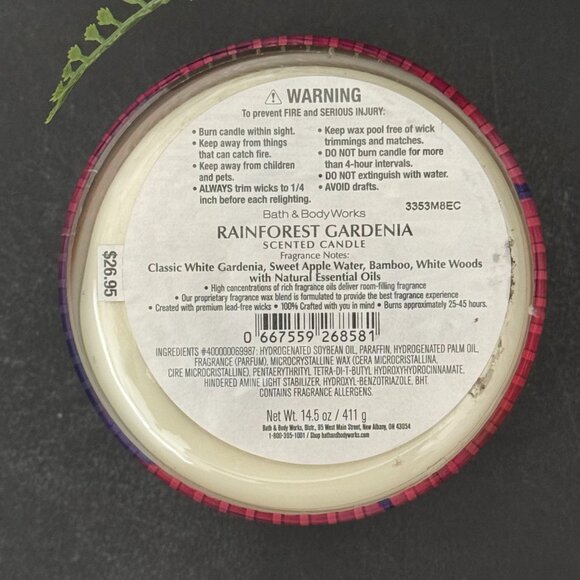 ⚠ WARNING
To prevent FIRE and SERIOUS INJURY:
• Burn candle within sight.
• Keep away from things
that can catch fire.
• Keep away from children
and pets.
• ALWAYS trim wicks to 1/4
inch before each relighting.
• Keep wax pool free of wick
trimmings and matches.
• DO NOT burn candle for more
than 4-hour intervals.
• DO NOT extinguish with water.
• AVOID drafts.
3353M8EC
Bath & Body Works
RAINFOREST GARDENIA
SCENTED CANDLE
Fragrance Notes:
Classic White Gardenia, Sweet Apple Water, Bamboo, White Woods
with Natural Essential Oils
• High concentrations of rich fragrance oils deliver room-filling fragrance
• Our proprietary fragrance wax blend is formulated to provide the best fragrance experience
• Created with premium lead-free wicks • 100% Crafted with you in mind • Burns approximately 25-45 hours.
0 667559 268581
INGREDIENTS #400000069987: HYDROGENATED SOYBEAN OIL, PARAFFIN, HYDROGENATED PALM OIL,
FRAGRANCE (PARFUM), MICROCRYSTALLINE WAX (CERA MICROCRISTALLINA,
CIRE MICROCRISTALLINE), PENTAERYTHRITYL TETRA-DI-T-BUTYL HYDROXYHYDROCINNAMATE,
HINDERED AMINE LIGHT STABILIZER, HYDROXYL-BENZOTRIAZOLE, BHT.
CONTAINS FRAGRANCE ALLERGENS.
Net Wt. 14.5 oz / 411 g
Bath & Body Works, Distr., 95 West Main Street, New Albany, OH 43054
1-800-395-1001 / Shop bathandbodyworks.com
$26.95